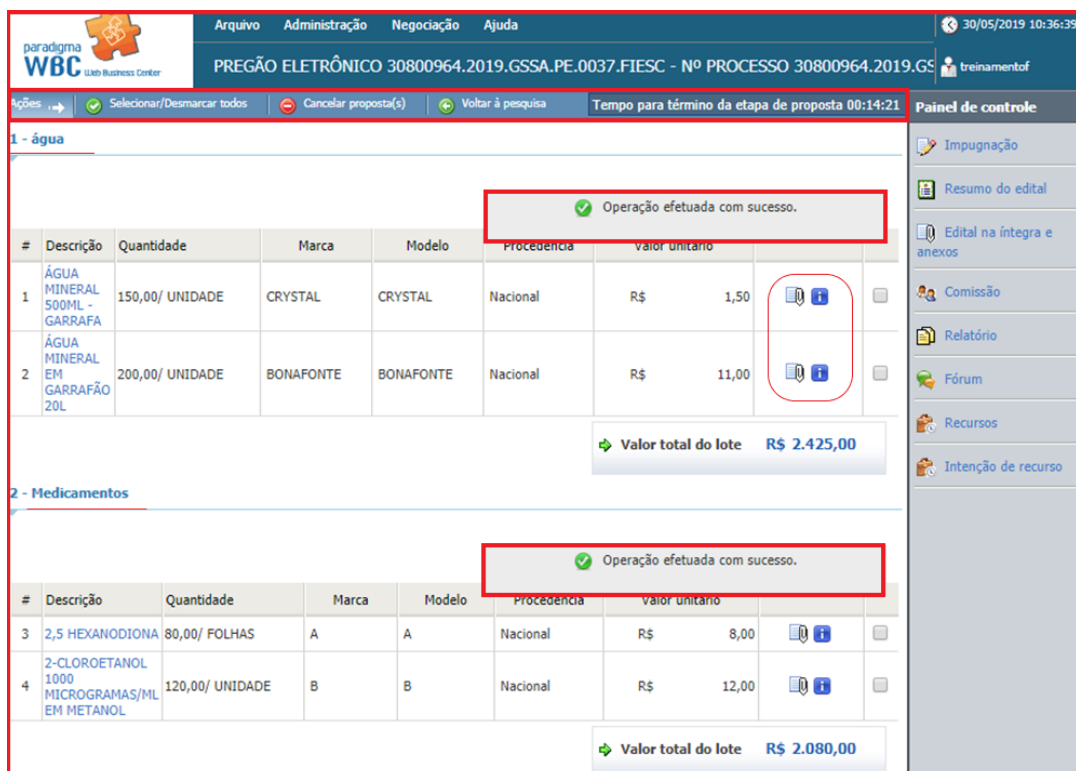 Arquivo Administração Negociação Ajuda
30/05/2019 10:36:39
paradigma
WBC Web Business Center
PREGÃO ELETRÔNICO 30800964.2019.GSSA.PE.0037.FIESC - Nº PROCESSO 30800964.2019.GS
treinamentof
Ações Selecionar/Desmarcar todos Cancelar proposta(s) Voltar à pesquisa Tempo para término da etapa de proposta 00:14:21
Painel de controle
Impugnação
Resumo do edital
Edital na íntegra e
anexos
Comissão
Relatório
Fórum
Recursos
Intenção de recurso
1 - água
Operação efetuada com sucesso.
# Descrição Quantidade Marca Modelo Procedência Valor unitário
1 ÁGUA MINERAL 500ML - GARRAFA 150,00/ UNIDADE CRYSTAL CRYSTAL Nacional R$ 1,50
2 ÁGUA MINERAL EM GARRAFÃO 20L 200,00/ UNIDADE BONAFONTE BONAFONTE Nacional R$ 11,00
Valor total do lote R$ 2.425,00
2 - Medicamentos
Operação efetuada com sucesso.
# Descrição Quantidade Marca Modelo Procedência Valor unitário
3 2,5 HEXANODIONA 80,00/ FOLHAS A A Nacional R$ 8,00
4 2-CLOROETANOL 1000 MICROGRAMAS/ML EM METANOL 120,00/ UNIDADE B B Nacional R$ 12,00
Valor total do lote R$ 2.080,00